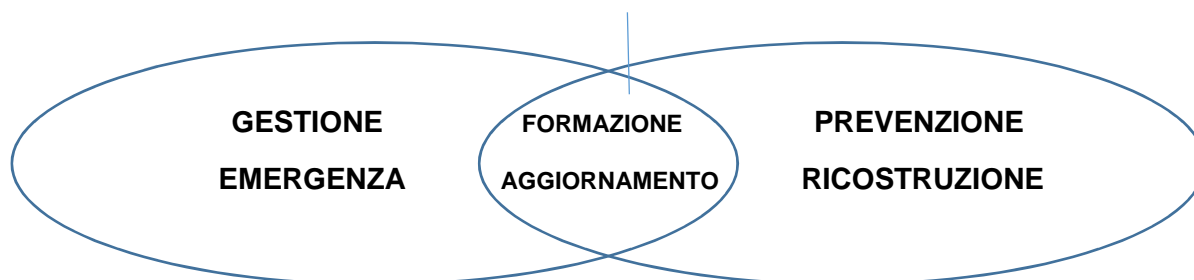 GESTIONE
EMERGENZA
FORMAZIONE
AGGIORNAMENTO
PREVENZIONE
RICOSTRUZIONE